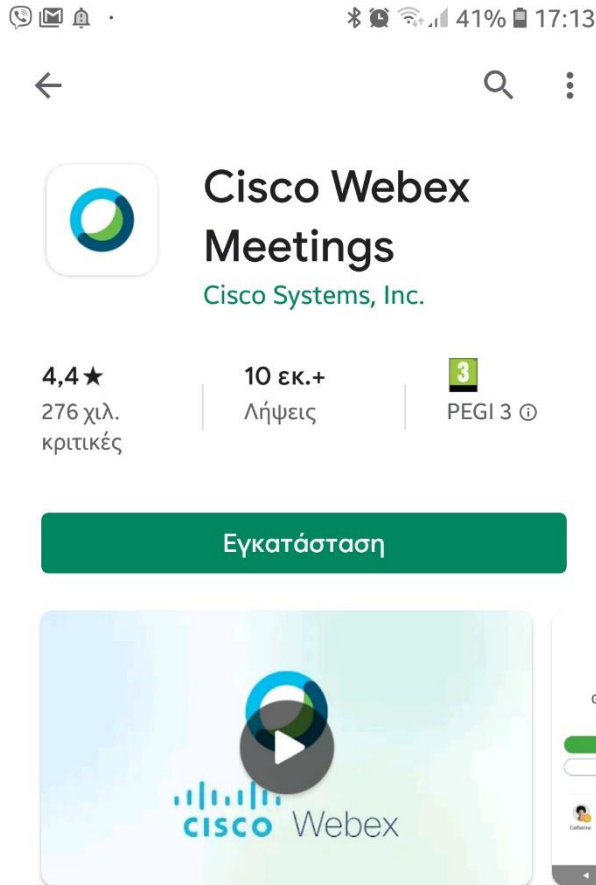 41% 17:13
Cisco Webex
Meetings
Cisco Systems, Inc.
4,4★
276 χιλ.
κριτικές
10 εκ.+
Λήψεις
3
PEGI 3
Εγκατάσταση
CISCO Webex